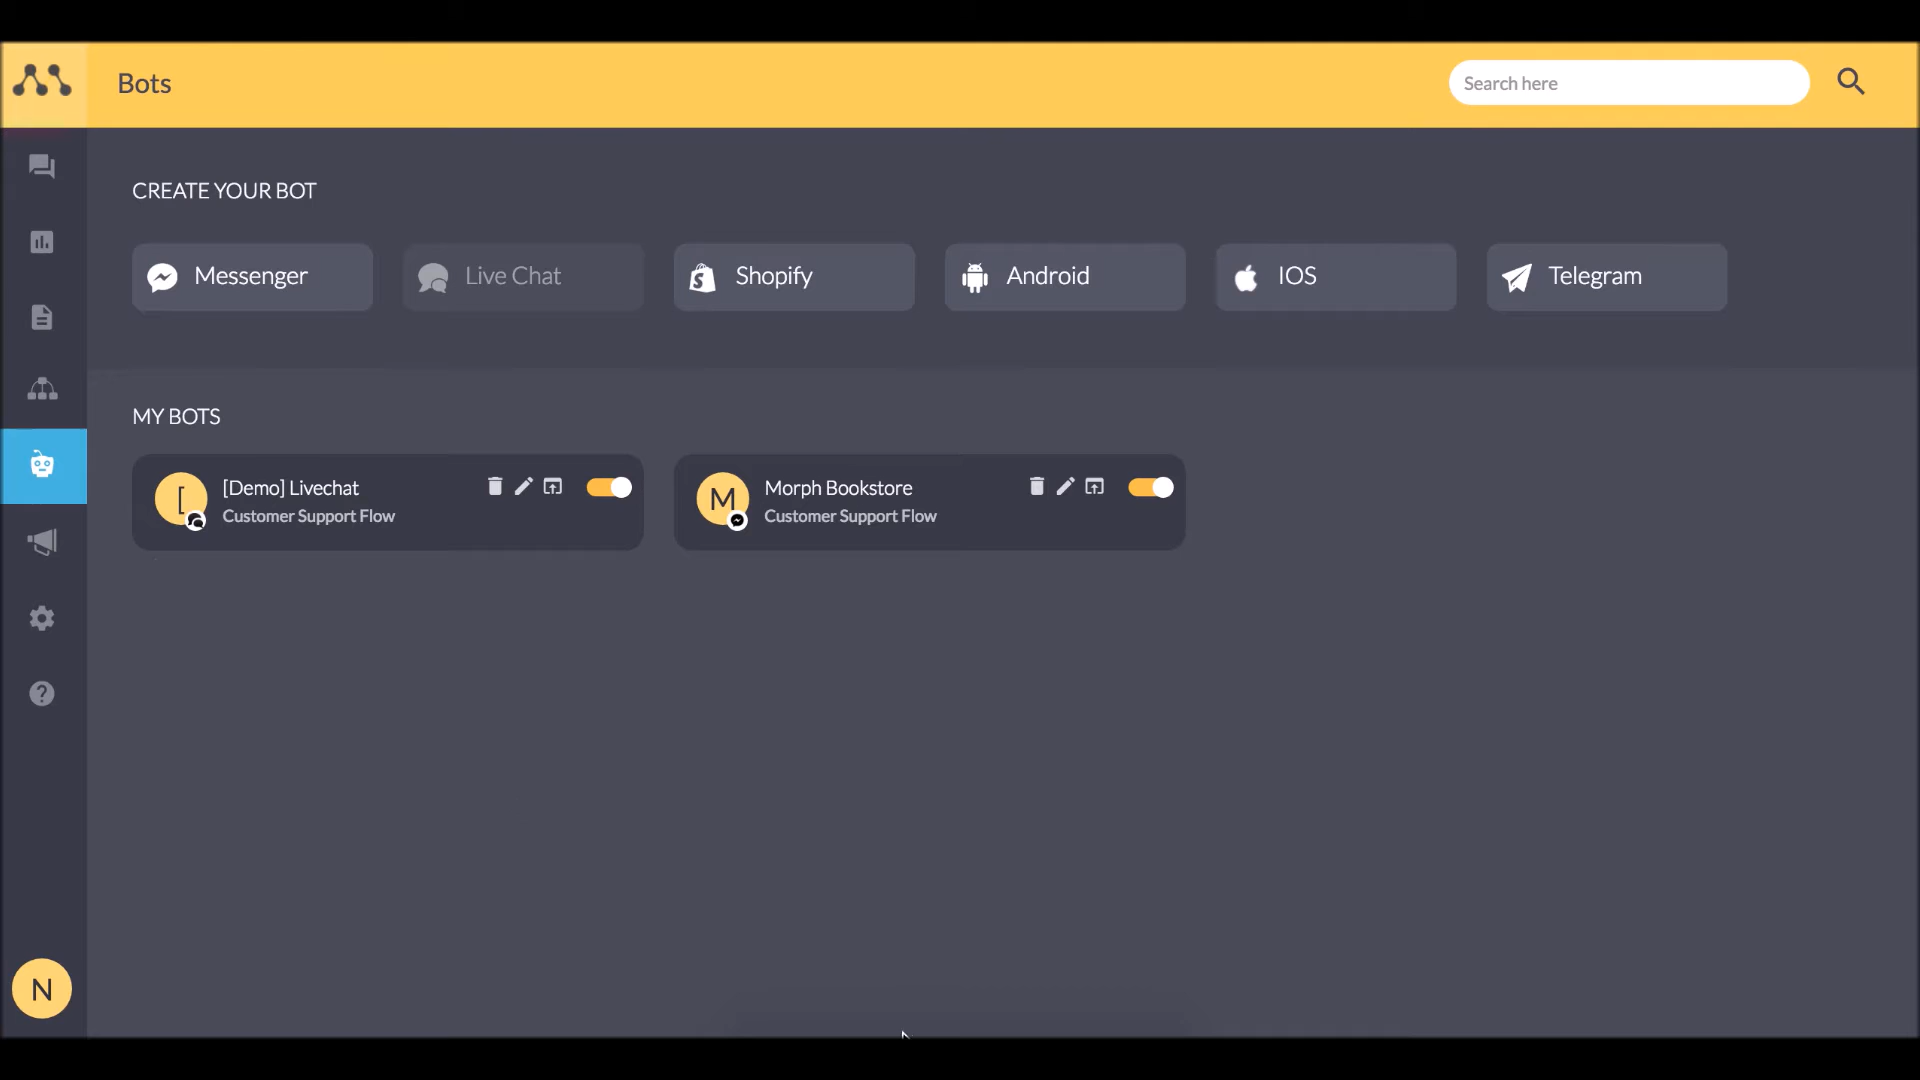 Bots
Search here
CREATE YOUR BOT
Messenger
Live Chat
Shopify
Android
IOS
Telegram
MY BOTS
[
[Demo] Livechat
Customer Support Flow
M
Morph Bookstore
Customer Support Flow
N